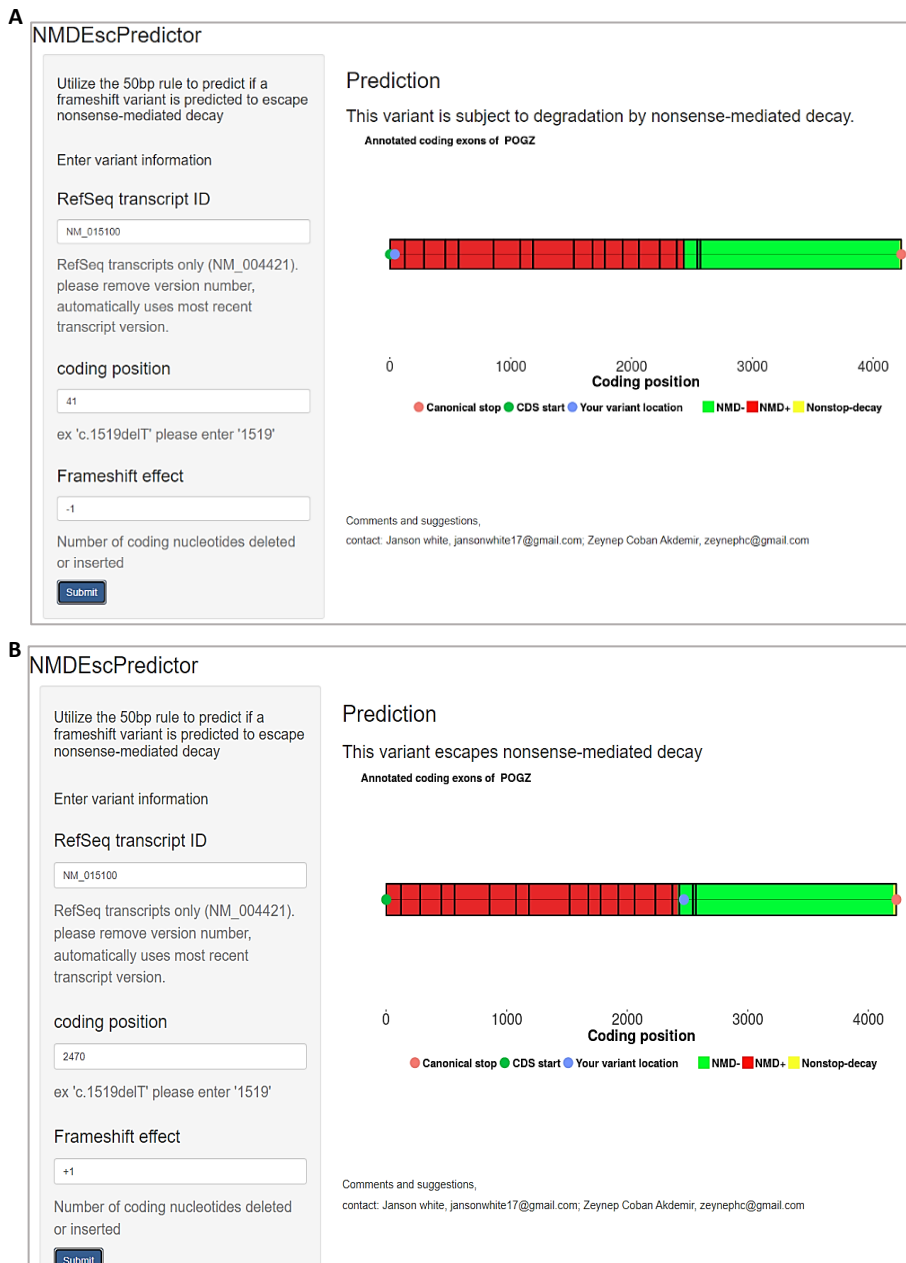 A
NMDEscPredictor
Utilize the 50bp rule to predict if a
frameshift variant is predicted to escape
nonsense-mediated decay
Enter variant information
RefSeq transcript ID
NM_015100
RefSeq transcripts only (NM_004421).
please remove version number,
automatically uses most recent
transcript version.
coding position
41
ex 'c.1519delT' please enter '1519'
Frameshift effect
-1
Number of coding nucleotides deleted
or inserted
Submit
Prediction
This variant is subject to degradation by nonsense-mediated decay.
Annotated coding exons of POGZ
0 1000 2000 3000 4000
Coding position
Canonical stop CDS start Your variant location NMD- NMD+ Nonstop-decay
Comments and suggestions,
contact: Janson white, jansonwhite17@gmail.com; Zeynep Coban Akdemir, zeynephc@gmail.com
B
NMDEscPredictor
Utilize the 50bp rule to predict if a
frameshift variant is predicted to escape
nonsense-mediated decay
Enter variant information
RefSeq transcript ID
NM_015100
RefSeq transcripts only (NM_004421).
please remove version number,
automatically uses most recent
transcript version.
coding position
2470
ex 'c.1519delT' please enter '1519'
Frameshift effect
+1
Number of coding nucleotides deleted
or inserted
Submit
Prediction
This variant escapes nonsense-mediated decay
Annotated coding exons of POGZ
0 1000 2000 3000 4000
Coding position
Canonical stop CDS start Your variant location NMD- NMD+ Nonstop-decay
Comments and suggestions,
contact: Janson white, jansonwhite17@gmail.com; Zeynep Coban Akdemir, zeynephc@gmail.com